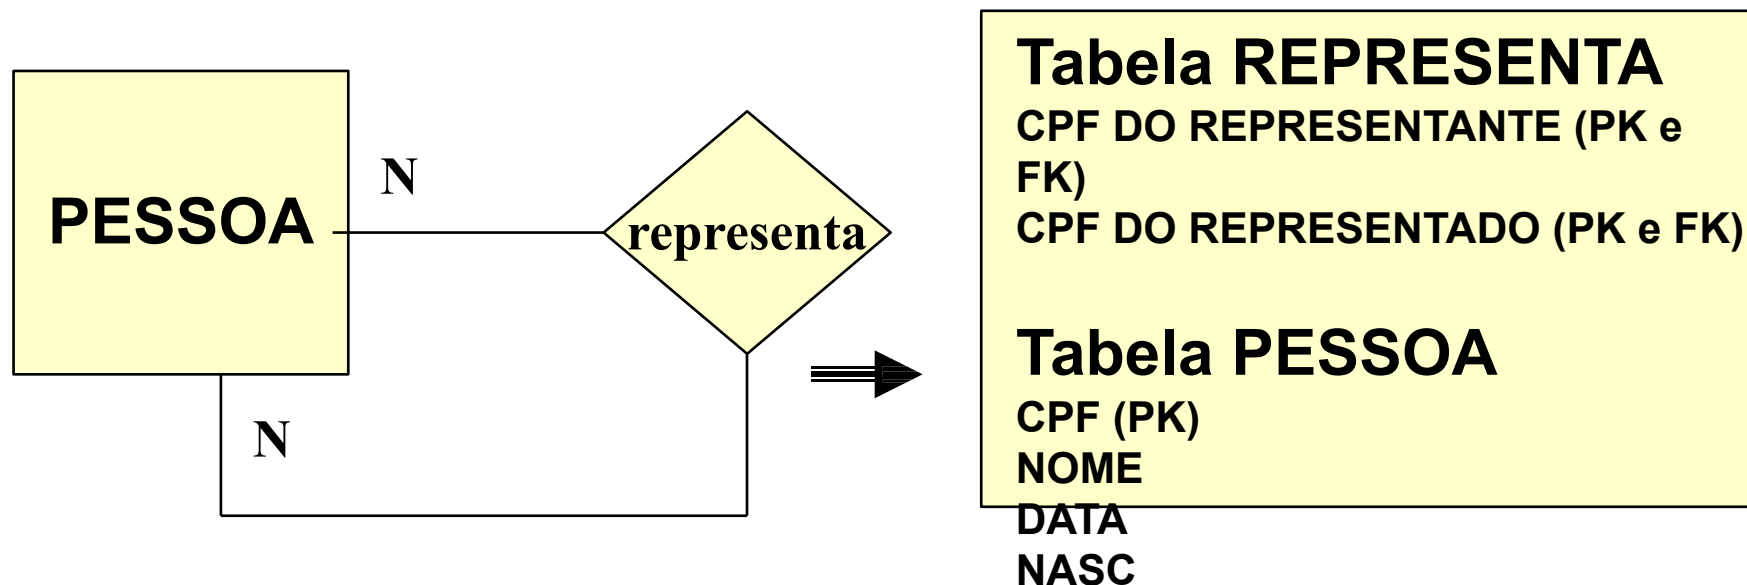 PESSOA
N
representa
N
Tabela REPRESENTA
CPF DO REPRESENTANTE (PK e
FK)
CPF DO REPRESENTADO (PK e FK)
Tabela PESSOA
CPF (PK)
NOME
DATA
NASC